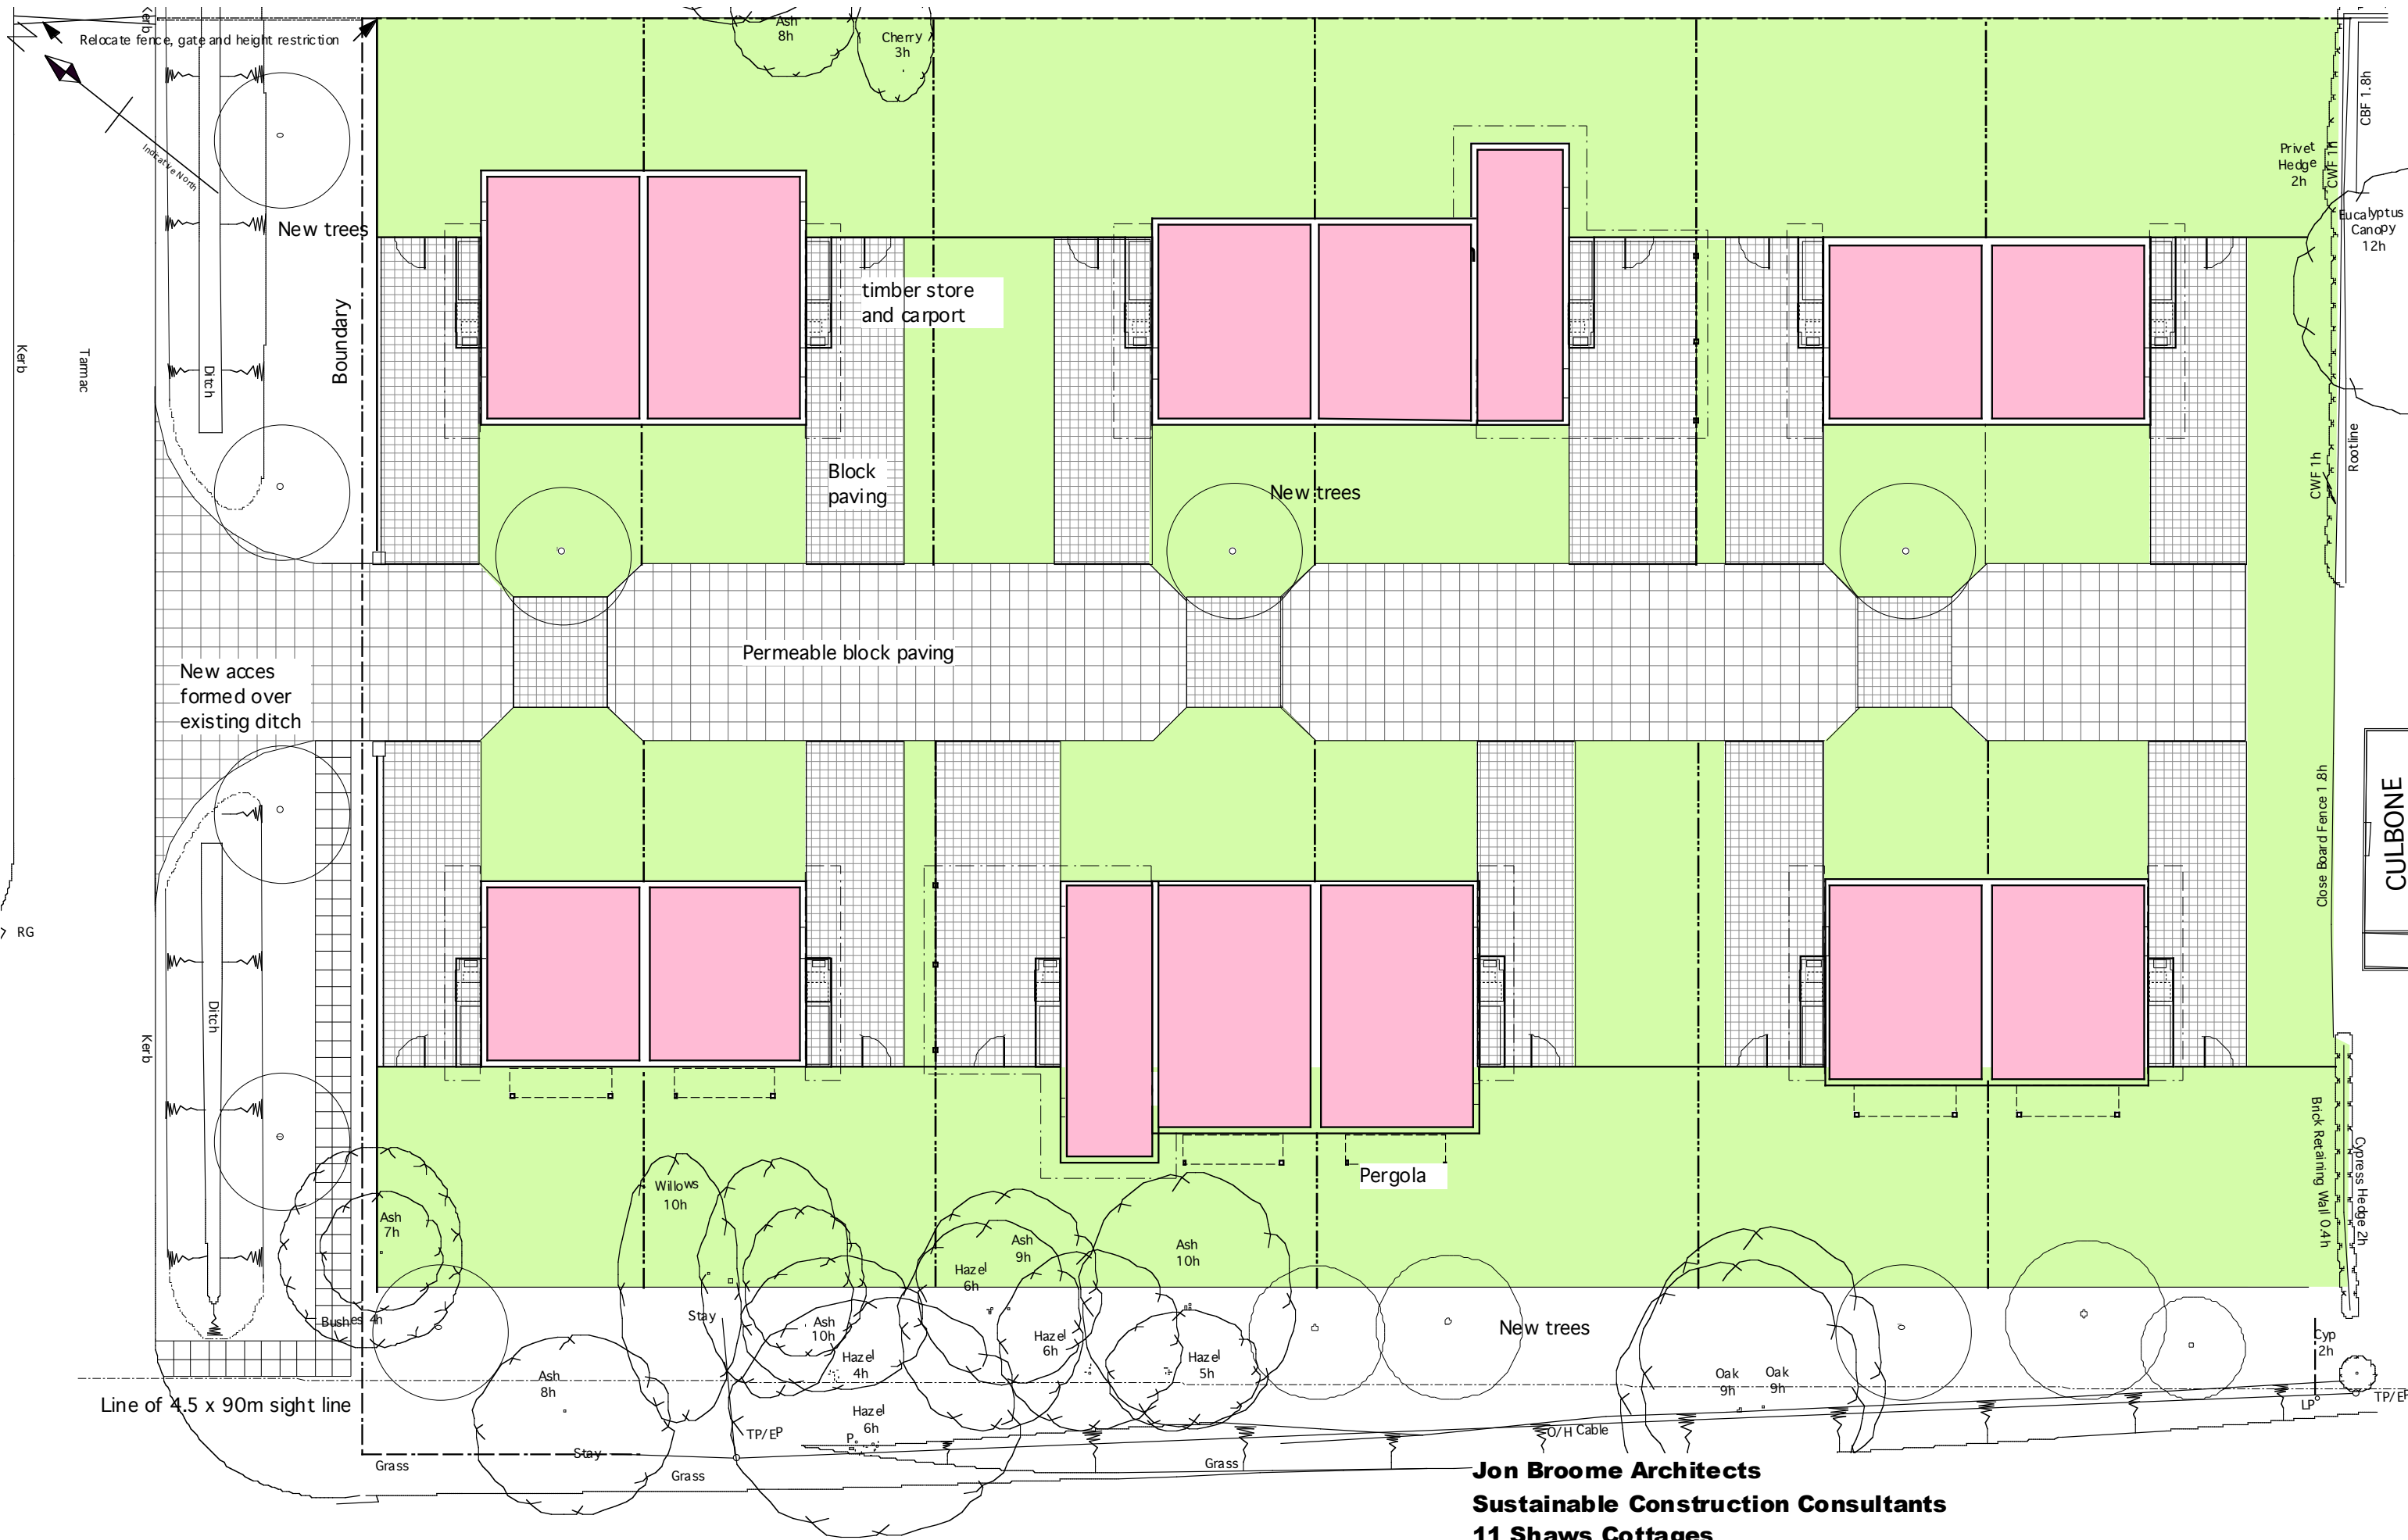 Kerb
Ash
8h
Cherry
3h
Relocate fence, gate and height restriction
Indicative North
CBF 1.8h
CWF 1h
Privet
Hedge
2h
Eucalyptus
Canopy
12h
New trees
timber store
and carport
Boundary
Kerb
Tarmac
Ditch
Block
paving
New trees
CWF 1h
Rootline
Permeable block paving
New acces
formed over
existing ditch
Close Board Fence 1.8h
CULBONE
RG
Ditch
Kerb
Pergola
Brick Retaining Wall 0.4h
Cypress Hedge 2h
Ash
7h
Willows
10h
Ash
9h
Ash
10h
Hazel
6h
Bushes 4h
Stay
Ash
10h
Hazel
6h
New trees
Hazel
4h
Hazel
5h
Cyp
2h
Ash
8h
Oak
9h
Oak
9h
Line of 4.5 x 90m sight line
Hazel
6h
LP
TP/EP
TP/EP
P
O/H Cable
Stay
Grass
Grass
Grass
Jon Broome Architects
Sustainable Construction Consultants
11 Shaws Cottages